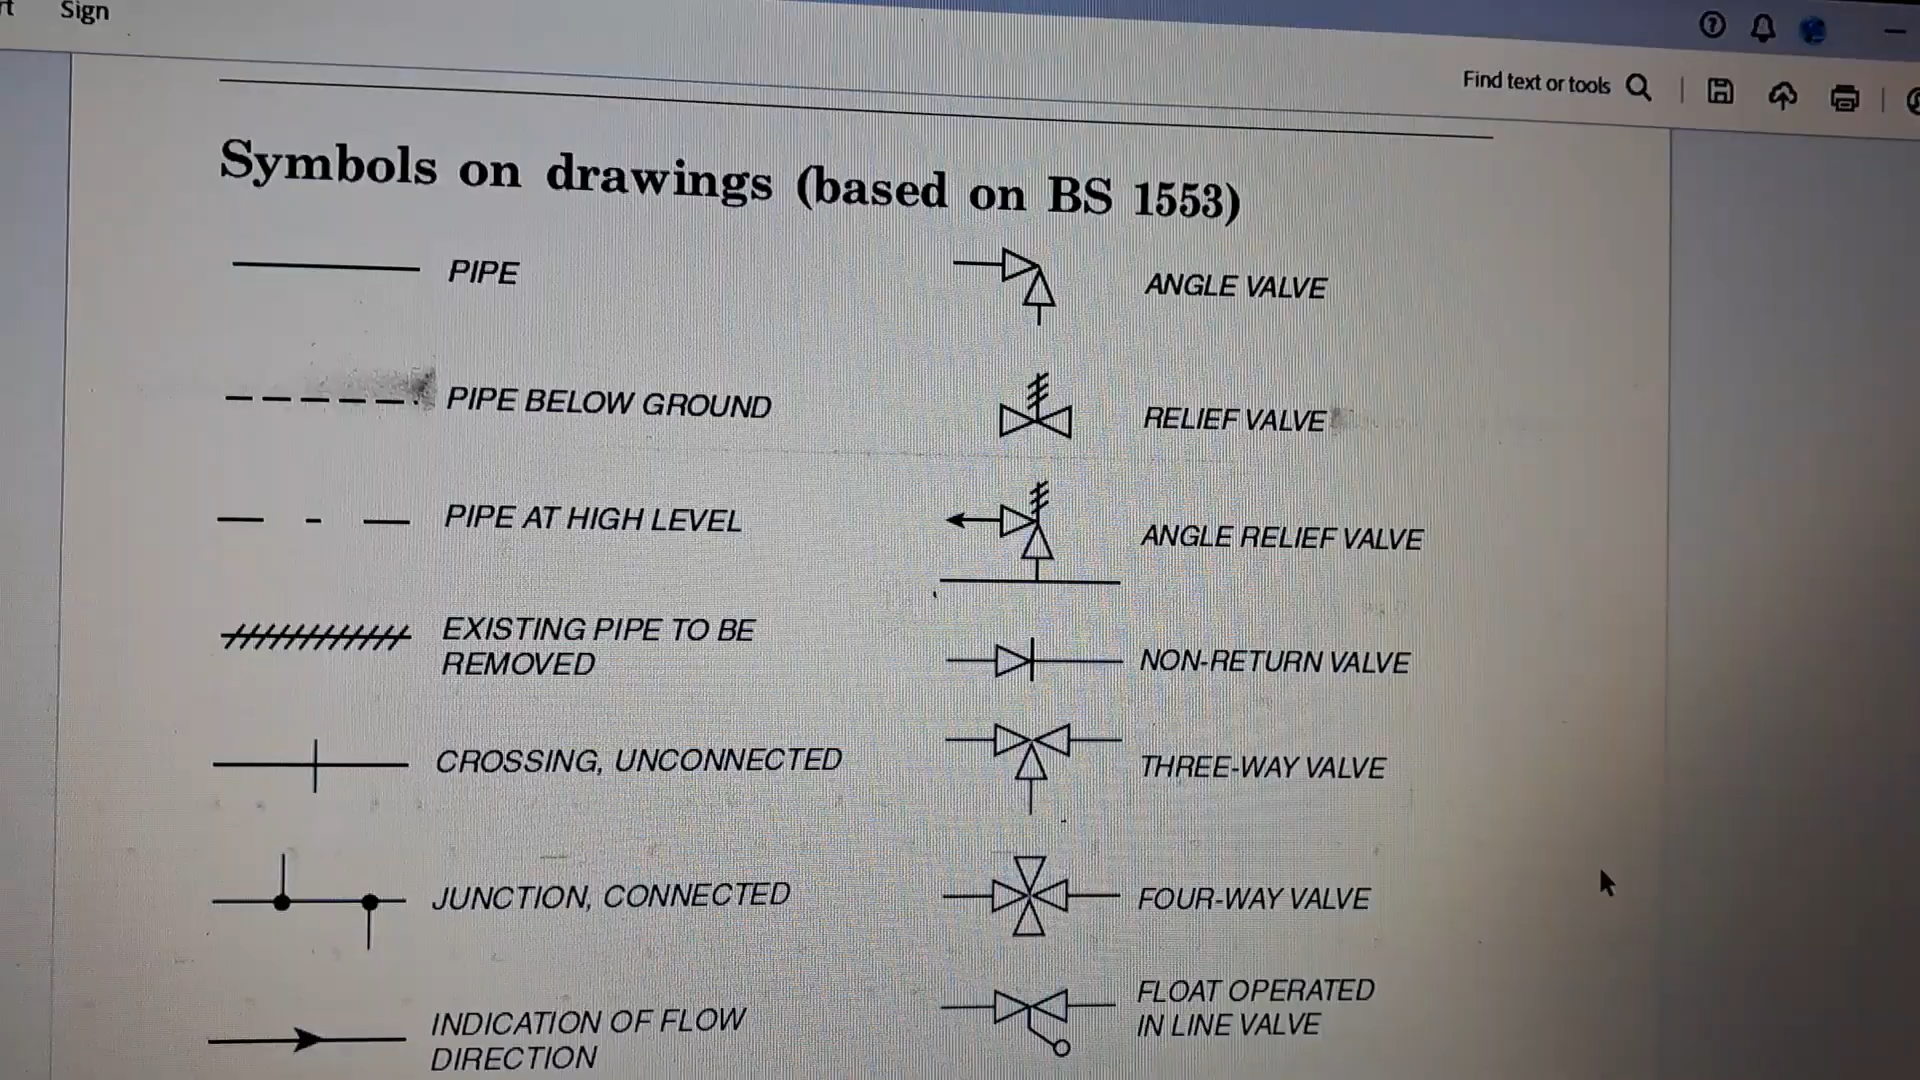 Sign
Find text or tools
Symbols on drawings (based on BS 1553)
PIPE
PIPE BELOW GROUND
PIPE AT HIGH LEVEL
EXISTING PIPE TO BE
REMOVED
CROSSING, UNCONNECTED
JUNCTION, CONNECTED
INDICATION OF FLOW
DIRECTION
ANGLE VALVE
RELIEF VALVE
ANGLE RELIEF VALVE
NON-RETURN VALVE
THREE-WAY VALVE
FOUR-WAY VALVE
FLOAT OPERATED
IN LINE VALVE